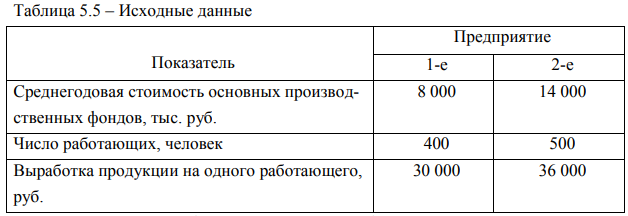 Таблица 5.5 – Исходные данные
Показатель
Предприятие
1-е 2-е
Среднегодовая стоимость основных производ-
ственных фондов, тыс. руб.
8 000 14 000
Число работающих, человек 400 500
Выработка продукции на одного работающего,
руб.
30 000 36 000